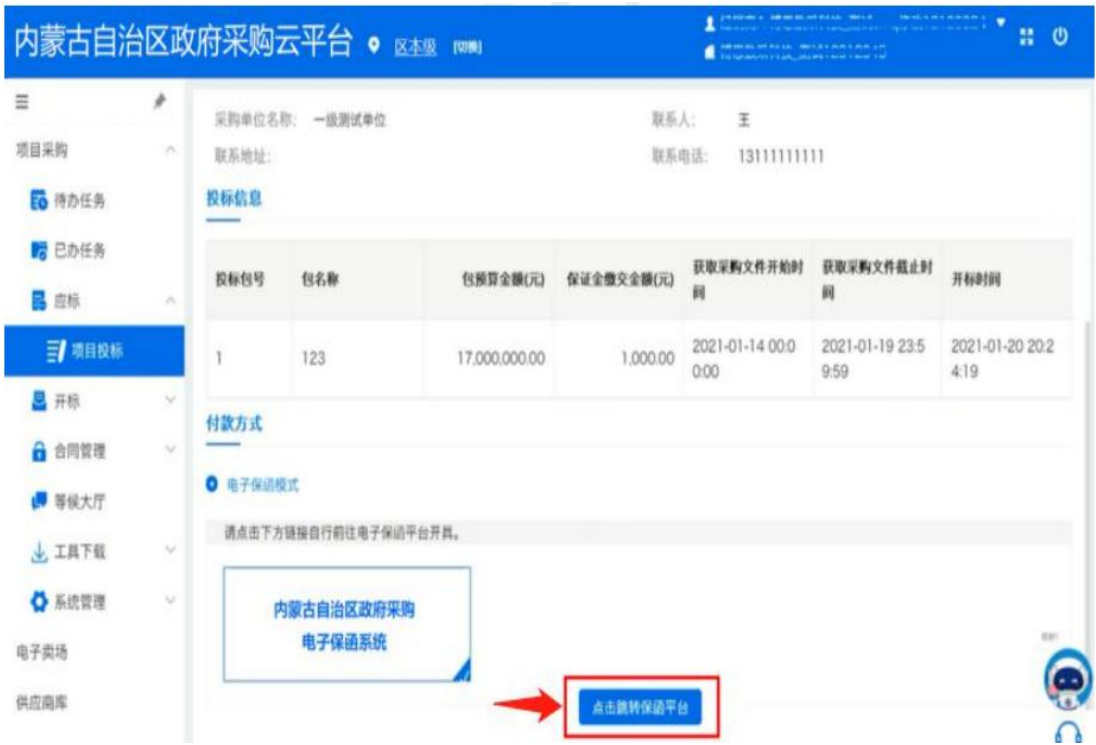 内蒙古自治区政府采购云平台 区本级 [切换]
采购单位名称: 一级测试单位 联系人: 王
项目采购
联系地址: 联系电话: 13111111111
待办任务
投标信息
已办任务
投标包号 包名称 包预算金额(元) 保证金缴交金额(元) 获取采购文件开始时间 获取采购文件截止时间 开标时间
应标
项目投标
1 123 17,000,000.00 1,000.00 2021-01-14 00:00:00 2021-01-19 23:59:59 2021-01-20 20:24:19
开标
付款方式
合同管理
电子保函模式
等候大厅
请点击下方链接自行前往电子保函平台开具。
工具下载
系统管理
内蒙古自治区政府采购
电子保函系统
电子卖场
供应商库
点击跳转保函平台